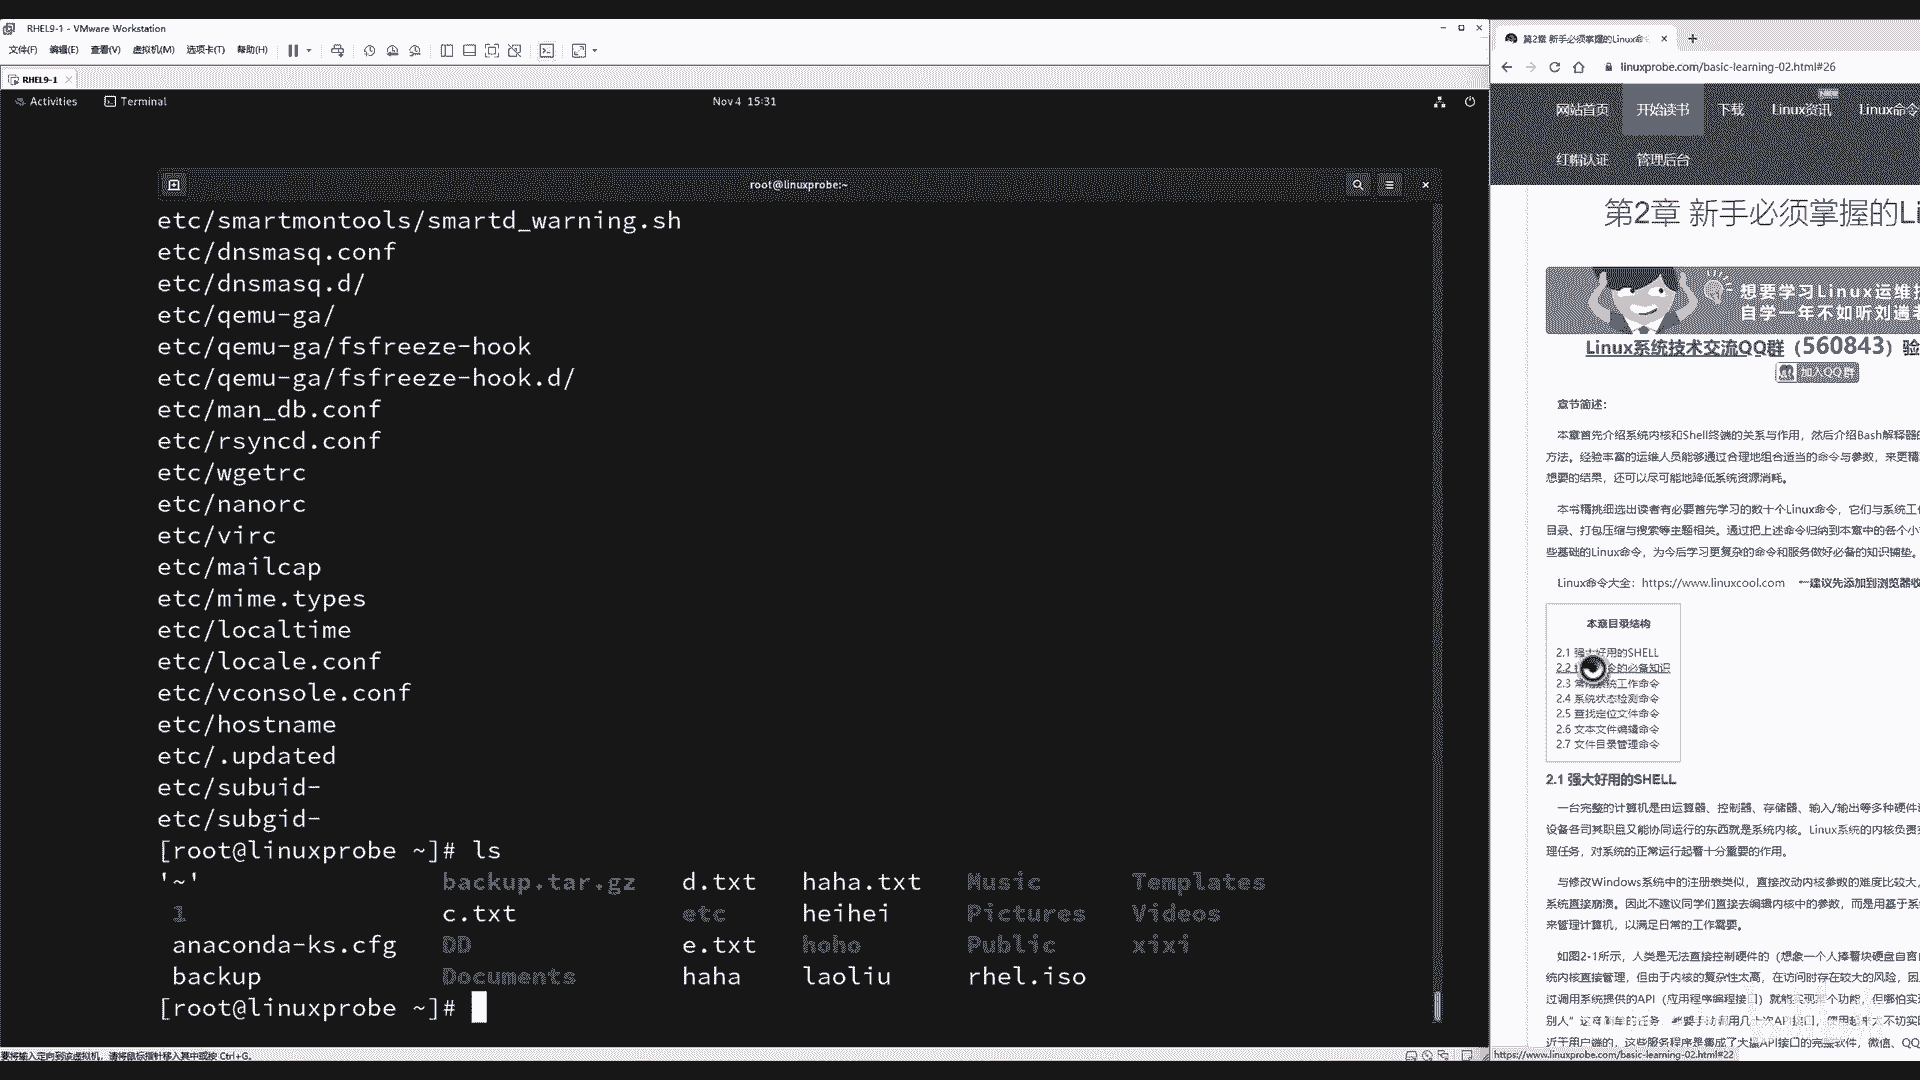 RHEL9-1 - VMware Workstation
文件(F) 编辑(E) 查看(V) 虚拟机(M) 选项卡(T) 帮助(H)
RHEL9-1
Activities Terminal Nov 4 15:31
root@linuxprobe:~
etc/smartmontools/smartd_warning.sh
etc/dnsmasq.conf
etc/dnsmasq.d/
etc/qemu-ga/
etc/qemu-ga/fsfreeze-hook
etc/qemu-ga/fsfreeze-hook.d/
etc/man_db.conf
etc/rsyncd.conf
etc/wgetrc
etc/nanorc
etc/virc
etc/mailcap
etc/mime.types
etc/localtime
etc/locale.conf
etc/vconsole.conf
etc/hostname
etc/.updated
etc/subuid-
etc/subgid-
[root@linuxprobe ~]# ls
'~' backup.tar.gz d.txt haha.txt Music Templates
1 c.txt etc heihei Pictures Videos
anaconda-ks.cfg DD e.txt hoho Public xixi
backup Documents haha laoliu rhel.iso
[root@linuxprobe ~]#
要将输入定向到该虚拟机，请将鼠标指针移入其中或按 Ctrl+G。
第2章 新手必须掌握的Linux命
linuxprobe.com/basic-learning-02.html#26
网站首页 开始读书 下载 Linux资讯 Linux命令
红帽认证 管理后台
第2章 新手必须掌握的Li
想要学习Linux运维技
自学一年不如听刘遄老
Linux系统技术交流QQ群（560843）验
加入QQ群
章节简述：
本章首先介绍系统内核和Shell终端的关系与作用，然后介绍Bash解释器的
方法。经验丰富的运维人员能够通过合理地组合适当的命令与参数，来更精
想要的结果，还可以尽可能地降低系统资源消耗。
本书精挑细选出读者有必要首先学习的数十个Linux命令，它们与系统工作
目录、打包压缩与搜索等主题相关。通过把上述命令归纳到本章中的各个小
些基础的Linux命令，为今后学习更复杂的命令和服务做好必备的知识铺垫。
Linux命令大全：https://www.linuxcool.com ←建议先添加到浏览器收
本章目录结构
2.1 强大好用的SHELL
2.2 令的必备知识
2.3 常用系统工作命令
2.4 系统状态检测命令
2.5 查找定位文件命令
2.6 文本文件编辑命令
2.7 文件目录管理命令
2.1 强大好用的SHELL
一台完整的计算机是由运算器、控制器、存储器、输入/输出等多种硬件设
设备各司其职且又能协同运行的东西就是系统内核。Linux系统的内核负责
理任务，对系统的正常运行起着十分重要的作用。
与修改Windows系统中的注册表类似，直接改动内核参数的难度比较大，
系统直接崩溃。因此不建议同学们直接去编辑内核中的参数，而是用基于系
来管理计算机，以满足日常的工作需要。
如图2-1所示，人类是无法直接控制硬件的（想象一个人捧着块硬盘自言自
统内核直接管理，但由于内核的复杂性太高，在访问时存在较大的风险，因
过调用系统提供的API（应用程序编程接口）就能实现某个功能，但哪怕实
别人”这样简单的任务 需要手动调用几十次API接口，使用起来太不切实
近于用户端的，这些服务程序是集成了大量API接口的完整软件，微信、QQ
https://www.linuxprobe.com/basic-learning-02.html#22